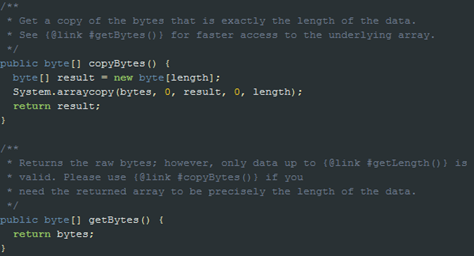 /**
* Get a copy of the bytes that is exactly the length of the data.
* See {@link #getBytes()} for faster access to the underlying array.
*/
public byte[] copyBytes() {
byte[] result = new byte[length];
System.arraycopy(bytes, 0, result, 0, length);
return result;
}
/**
* Returns the raw bytes; however, only data up to {@link #getLength()} is
* valid. Please use {@link #copyBytes()} if you
* need the returned array to be precisely the length of the data.
*/
public byte[] getBytes() {
return bytes;
}